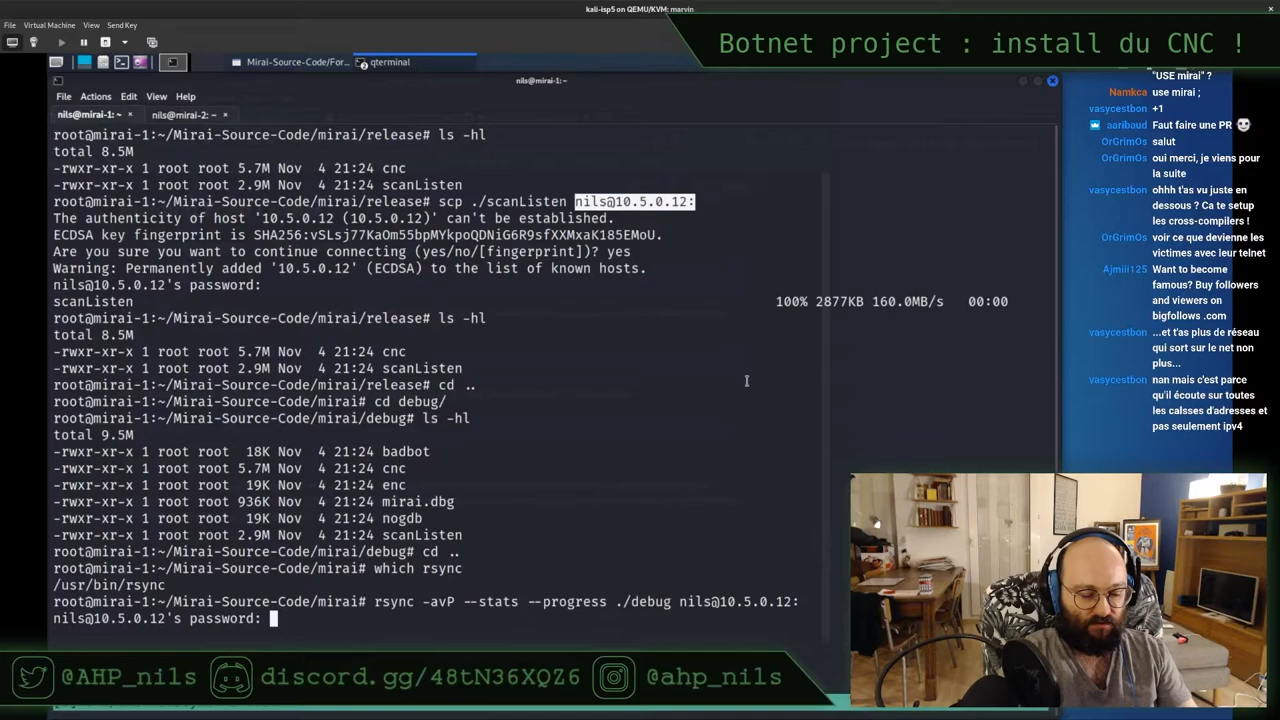 kali-isp5 on QEMU/KVM: marvin
File Virtual Machine View Send Key
Botnet project : install du CNC !
Mirai-Source-Code/For...
qterminal
nils@mirai-1: ~
File Actions Edit View Help
nils@mirai-1: ~
nils@mirai-2: ~
root@mirai-1:~/Mirai-Source-Code/mirai/release# ls -hl
total 8.5M
-rwxr-xr-x 1 root root 5.7M Nov 4 21:24 cnc
-rwxr-xr-x 1 root root 2.9M Nov 4 21:24 scanListen
root@mirai-1:~/Mirai-Source-Code/mirai/release# scp ./scanListen nils@10.5.0.12:
The authenticity of host '10.5.0.12 (10.5.0.12)' can't be established.
ECDSA key fingerprint is SHA256:vSLsj77KaOm55bpMYkpoQDNiG6R9sfXXMxaK185EMoU.
Are you sure you want to continue connecting (yes/no/[fingerprint])? yes
Warning: Permanently added '10.5.0.12' (ECDSA) to the list of known hosts.
nils@10.5.0.12's password:
scanListen 100% 2877KB 160.0MB/s 00:00
root@mirai-1:~/Mirai-Source-Code/mirai/release# ls -hl
total 8.5M
-rwxr-xr-x 1 root root 5.7M Nov 4 21:24 cnc
-rwxr-xr-x 1 root root 2.9M Nov 4 21:24 scanListen
root@mirai-1:~/Mirai-Source-Code/mirai/release# cd ..
root@mirai-1:~/Mirai-Source-Code/mirai# cd debug/
root@mirai-1:~/Mirai-Source-Code/mirai/debug# ls -hl
total 9.5M
-rwxr-xr-x 1 root root 18K Nov 4 21:24 badbot
-rwxr-xr-x 1 root root 5.7M Nov 4 21:24 cnc
-rwxr-xr-x 1 root root 19K Nov 4 21:24 enc
-rwxr-xr-x 1 root root 936K Nov 4 21:24 mirai.dbg
-rwxr-xr-x 1 root root 19K Nov 4 21:24 nogdb
-rwxr-xr-x 1 root root 2.9M Nov 4 21:24 scanListen
root@mirai-1:~/Mirai-Source-Code/mirai/debug# cd ..
root@mirai-1:~/Mirai-Source-Code/mirai# which rsync
/usr/bin/rsync
root@mirai-1:~/Mirai-Source-Code/mirai# rsync -avP --stats --progress ./debug nils@10.5.0.12:
nils@10.5.0.12's password:
"USE mirai" ?
Namkca use mirai ;
vasycestbon +1
aaribaud Faut faire une PR
OrGrimOs salut
OrGrimOs oui merci, je viens pour
la suite
vasycestbon ohhh t'as vu juste en
dessous ? Ca te setup
les cross-compilers !
OrGrimOs voir ce que devienne les
victimes avec leur telnet
Ajmiii125 Want to become
famous? Buy followers
and viewers on
bigfollows .com
vasycestbon ...et t'as plus de réseau
qui sort sur le net non
plus...
vasycestbon nan mais c'est parce
qu'il écoute sur toutes
les calsses d'adresses et
pas seulement ipv4
@AHP_nils
discord.gg/48tN36XQZ6
@ahp_nils